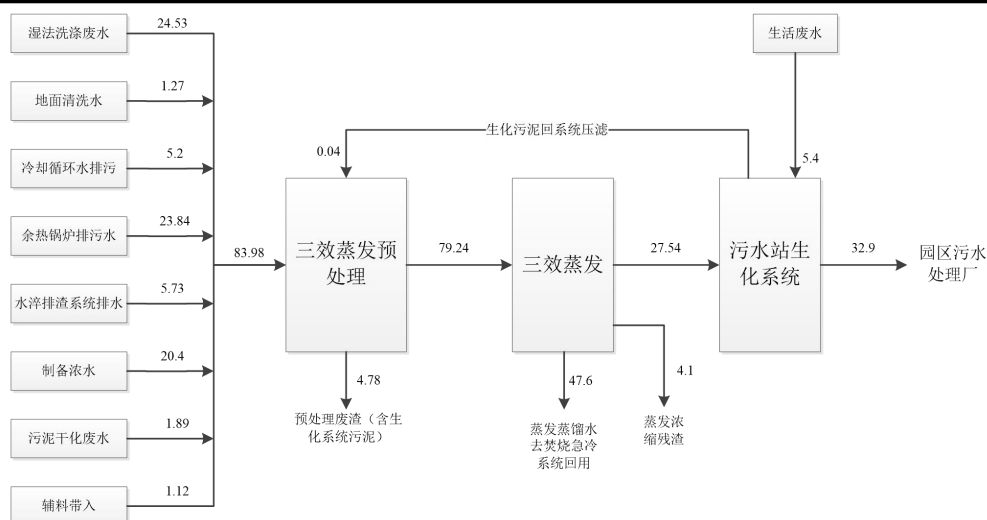 湿法洗涤废水
24.53
生活废水
地面清洗水
1.27
生化污泥回系统压滤
0.04
5.4
冷却循环水排污
5.2
余热锅炉排污水
23.84
83.98
三效蒸发预
处理
79.24
三效蒸发
27.54
污水站生
化系统
32.9
园区污水
处理厂
水淬排渣系统排水
5.73
制备浓水
20.4
4.78
47.6
4.1
预处理废渣（含生
化系统污泥）
蒸发蒸馏水
去焚烧急冷
系统回用
蒸发浓
缩残渣
污泥干化废水
1.89
辅料带入
1.12